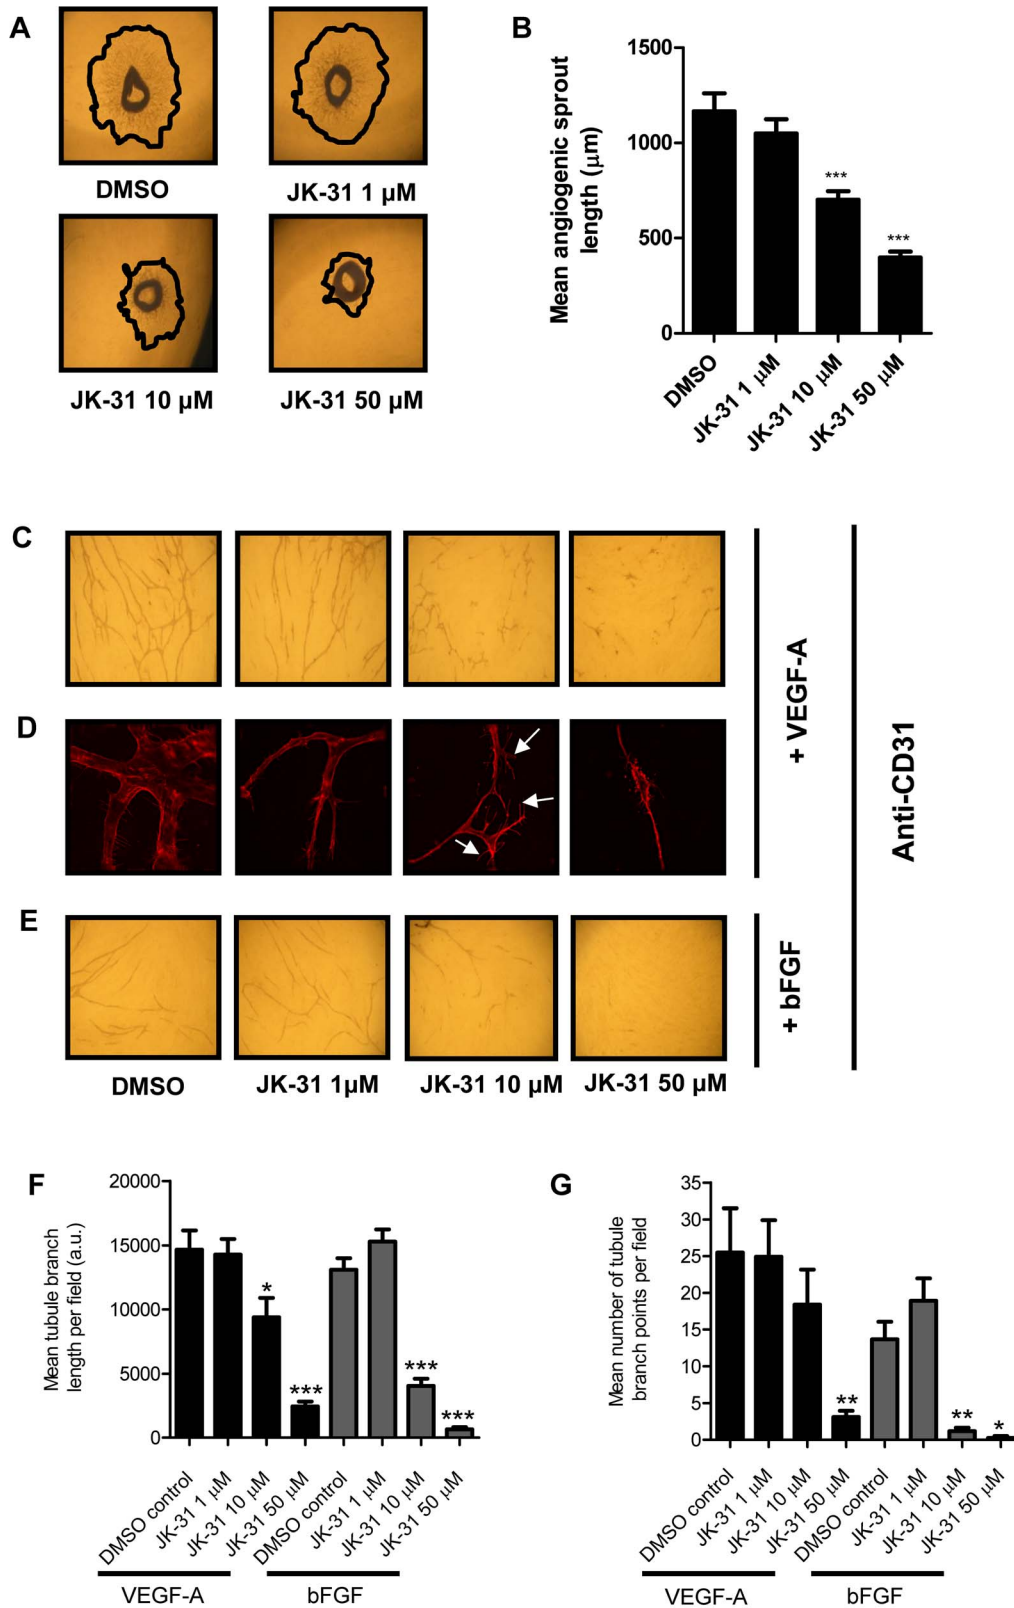 A
DMSO
JK-31 1 µM
JK-31 10 µM
JK-31 50 µM
B
Mean angiogenic sprout
length (µm)
1500
1000
500
0
***
***
DMSO
JK-31 1 µM
JK-31 10 µM
JK-31 50 µM
C
D
E
+ VEGF-A
+ bFGF
Anti-CD31
DMSO
JK-31 1µM
JK-31 10 µM
JK-31 50 µM
F
Mean tubule branch
length per field (a.u.)
20000
15000
10000
5000
0
*
***
***
***
DMSO control
JK-31 1 µM
JK-31 10 µM
JK-31 50 µM
DMSO control
JK-31 1 µM
JK-31 10 µM
JK-31 50 µM
VEGF-A
bFGF
G
Mean number of tubule
branch points per field
35
30
25
20
15
10
5
0
**
**
*
DMSO control
JK-31 1 µM
JK-31 10 µM
JK-31 50 µM
DMSO control
JK-31 1 µM
JK-31 10 µM
JK-31 50 µM
VEGF-A
bFGF